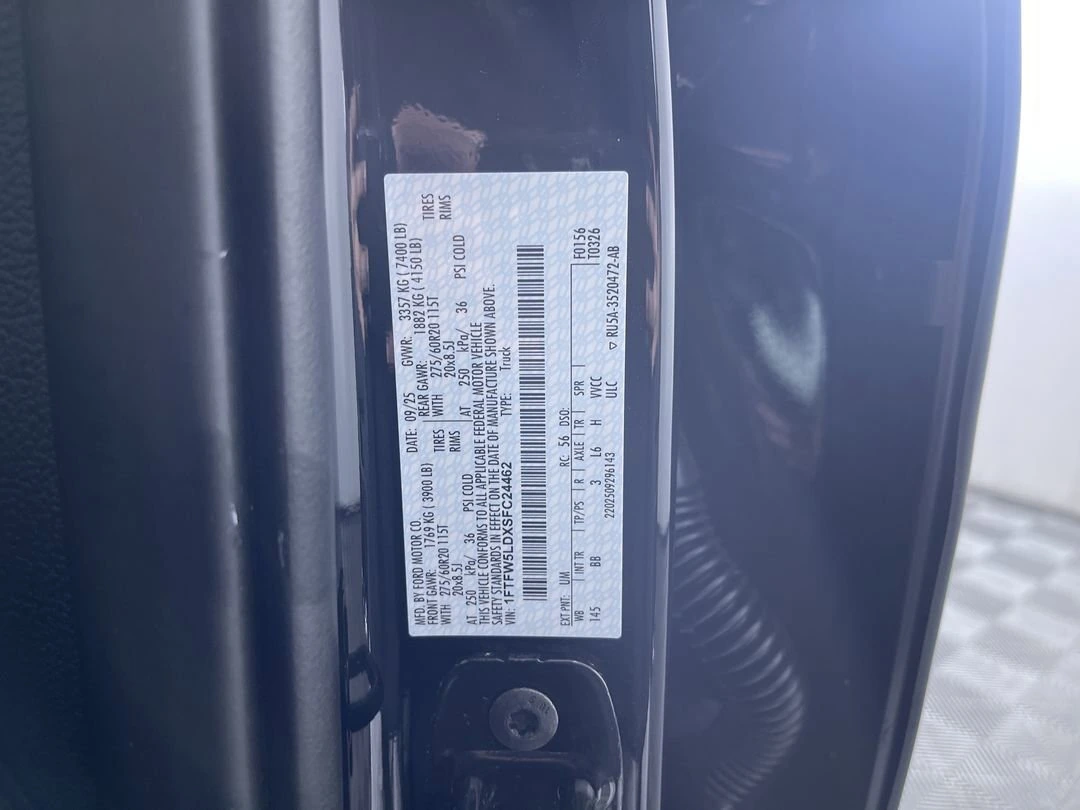 MFD. BY FORD MOTOR CO. DATE: 09/25 GVWR: 3357 KG ( 7400 LB)
FRONT GAWR: 1769 KG ( 3900 LB) REAR GAWR: 1882 KG ( 4150 LB)
WITH 275/60R20 115T TIRES WITH 275/60R20 115T TIRES
20x8.5J RIMS 20x8.5J RIMS
AT 250 kPa/ 36 PSI COLD AT 250 kPa/ 36 PSI COLD
THIS VEHICLE CONFORMS TO ALL APPLICABLE FEDERAL MOTOR VEHICLE
SAFETY STANDARDS IN EFFECT ON THE DATE OF MANUFACTURE SHOWN ABOVE.
VIN: 1FTFW5LDXSFC24462 TYPE: Truck
EXT PNT: UM RC: 56 DSO: F0156
WB INT TR TP/PS R AXLE TR SPR T0326
145 BB 3 L6 H VVCC
2202509296143 ULC
▽ RU5A-3520472-AB